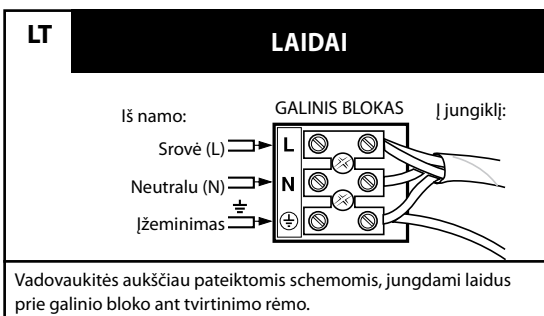 LT
LAIDAI
Iš namo:
GALINIS BLOKAS
Į jungiklį:
Srovė (L)
L
Neutralu (N)
N
Įžeminimas
Vadovaukitės aukščiau pateiktomis schemomis, jungdami laidus
prie galinio bloko ant tvirtinimo rėmo.